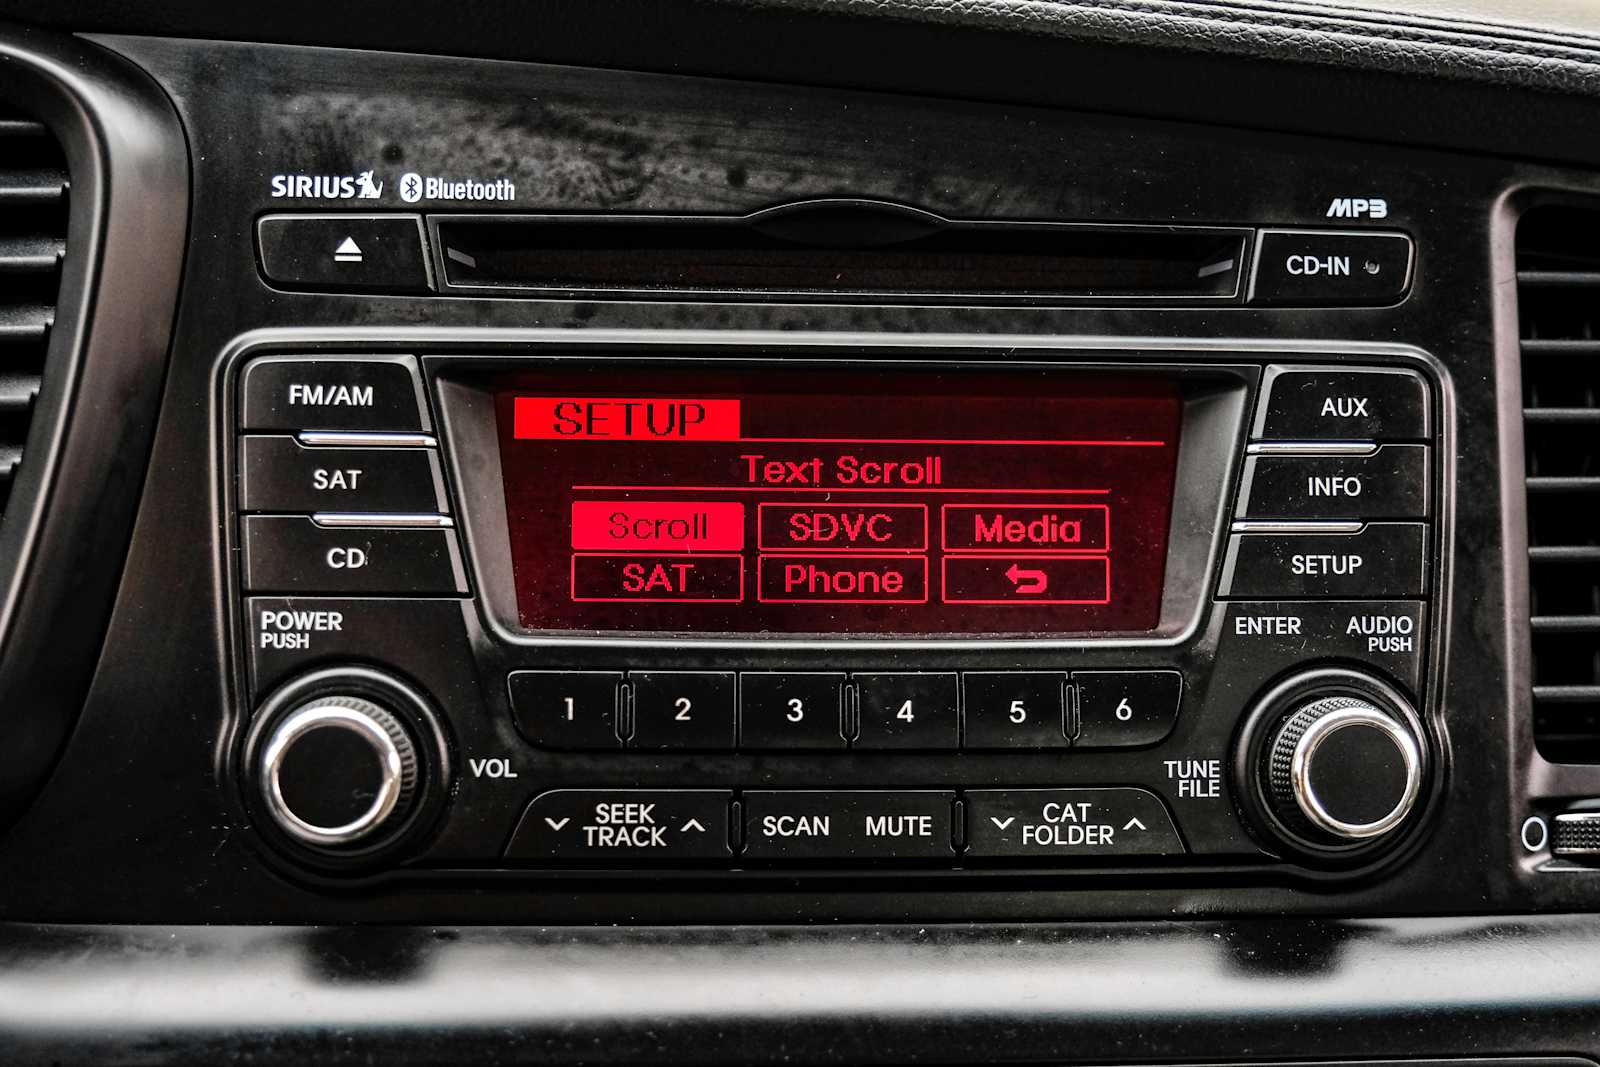 SIRIUS
Bluetooth
MP3
CD-IN
FM/AM
SAT
CD
SETUP
Text Scroll
Scroll SDVC Media
SAT Phone
AUX
INFO
SETUP
POWER
PUSH
ENTER
AUDIO
PUSH
1 2 3 4 5 6
VOL
TUNE
FILE
SEEK
TRACK
SCAN
MUTE
CAT
FOLDER